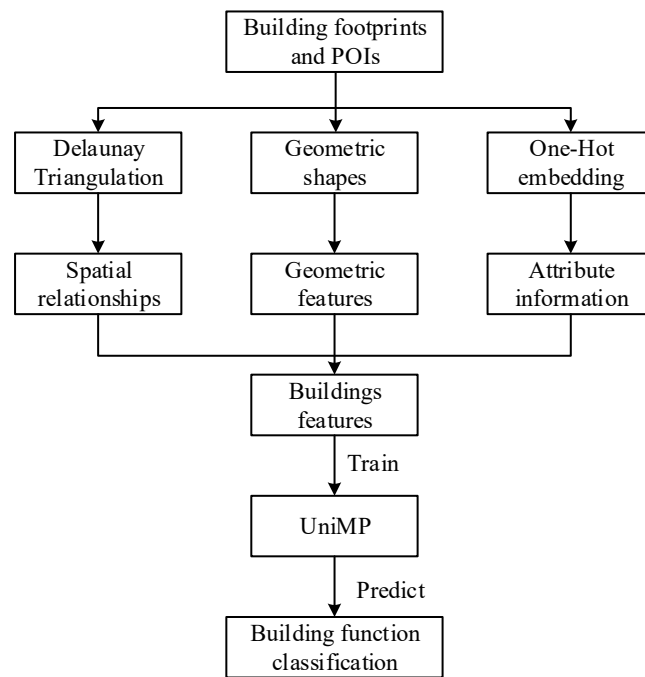 Building footprints
and POIs
Delaunay
Triangulation
Geometric
shapes
One-Hot
embedding
Spatial
relationships
Geometric
features
Attribute
information
Buildings
features
Train
UniMP
Predict
Building function
classification